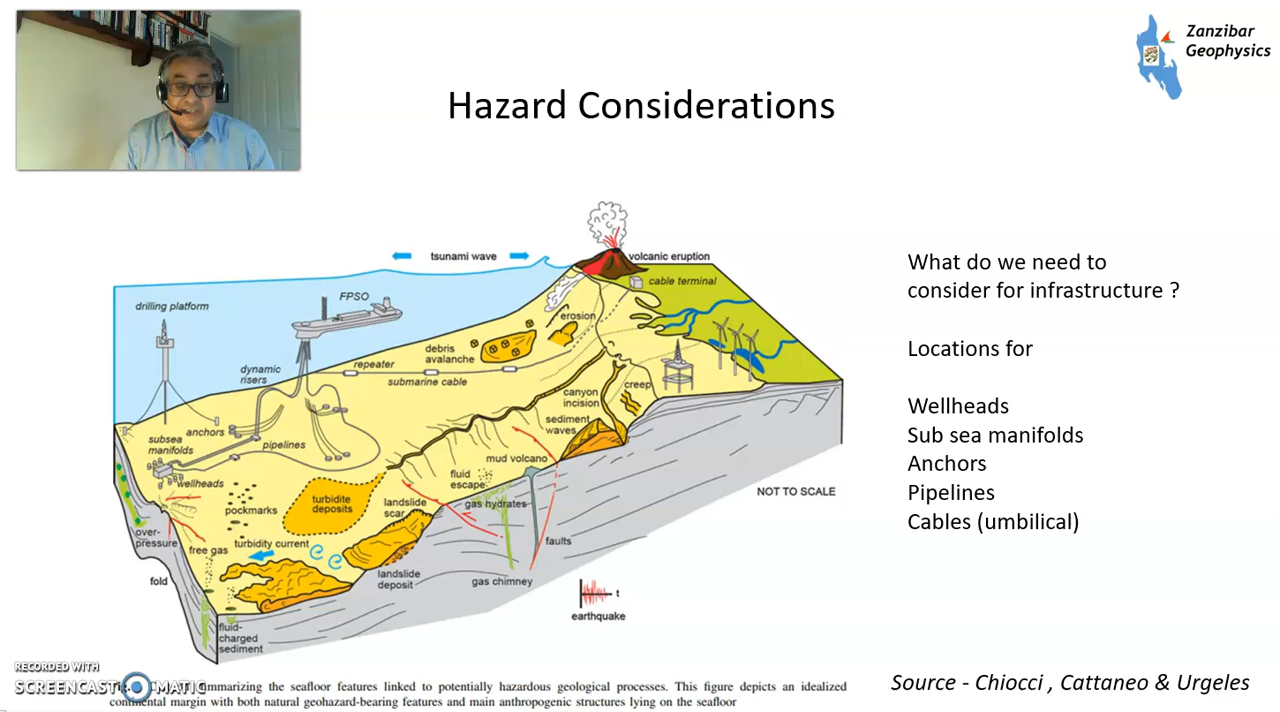 Zanzibar
Geophysics
Hazard Considerations
tsunami wave
volcanic eruption
cable terminal
drilling platform
FPSO
erosion
debris
avalanche
repeater
submarine cable
dynamic
risers
creep
canyon
incision
sediment
waves
anchors
subsea
manifolds
pipelines
mud volcano
wellheads
fluid
escape
pockmarks
turbidite
deposits
landslide
scar
gas hydrates
over-
pressure
free gas
turbidity current
faults
fold
landslide
deposit
gas chimney
t
earthquake
fluid-
charged
sediment
NOT TO SCALE
What do we need to
consider for infrastructure ?
Locations for
Wellheads
Sub sea manifolds
Anchors
Pipelines
Cables (umbilical)
RECORDED WITH
SCREENCAST MATIC
summarizing the seafloor features linked to potentially hazardous geological processes. This figure depicts an idealized
continental margin with both natural geohazard-bearing features and main anthropogenic structures lying on the seafloor
Source - Chiocci , Cattaneo & Urgeles